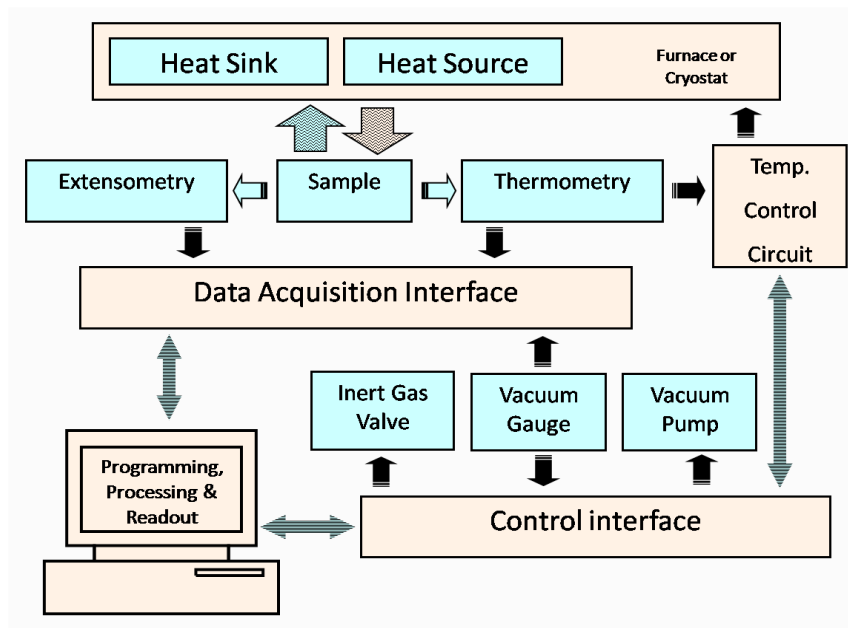 Heat Sink
Heat Source
Furnace or
Cryostat
Extensometry
Sample
Thermometry
Temp.
Control
Circuit
Data Acquisition Interface
Inert Gas
Valve
Vacuum
Gauge
Vacuum
Pump
Programming,
Processing &
Readout
Control interface